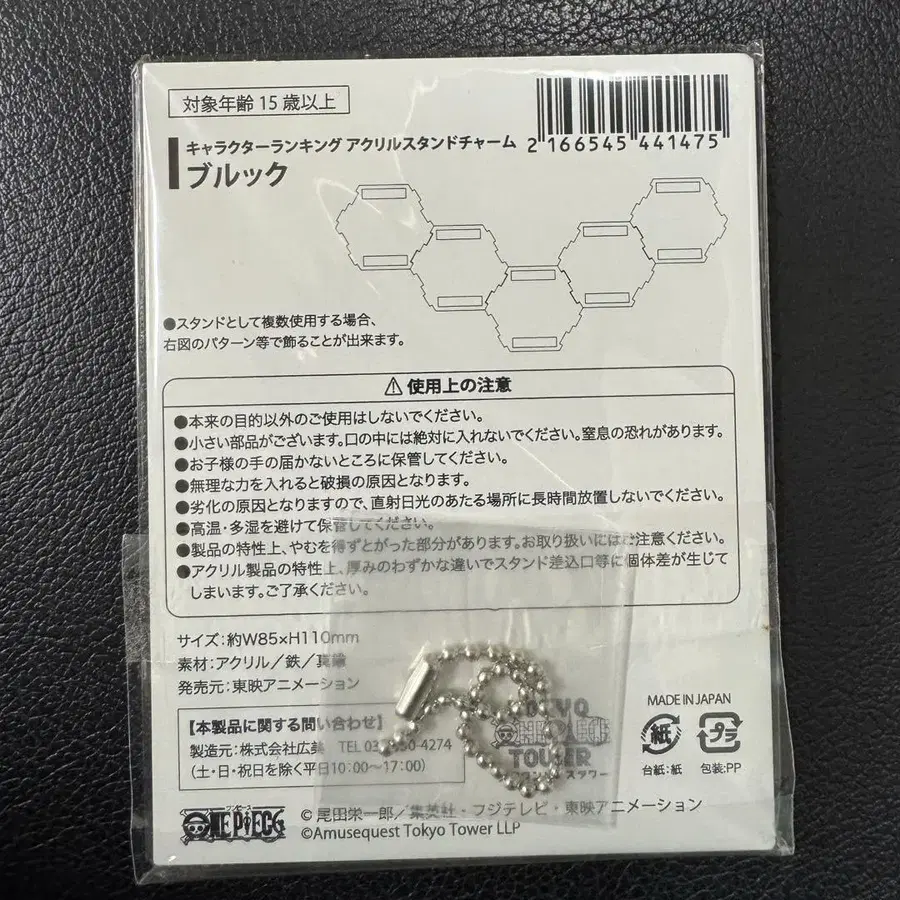 対象年齢 15 歳以上
2 166545 441475
キャラクターランキング アクリルスタンドチャーム
ブルック
●スタンドとして複数使用する場合、
右図のパターン等で飾ることが出来ます。
⚠ 使用上の注意
●本来の目的以外のご使用はしないでください。
●小さい部品がございます。口の中には絶対に入れないでください。窒息の恐れがあります。
●お子様の手の届かないところに保管してください。
●無理な力を入れると破損の原因となります。
●劣化の原因となりますので、直射日光のあたる場所に長時間放置しないでください。
●高温・多湿を避けて保管してください。
●製品の特性上、やむを得ずとがった部分があります。お取り扱いにはご注意ください。
●アクリル製品の特性上、厚みのわずかな違いでスタンド差込口等に個体差が生じて
しまいます。ご了承ください。
サイズ：約W85×H110mm
素材：アクリル／鉄／真鍮
発売元：東映アニメーション
【本製品に関する問い合わせ】
製造元：株式会社広美 TEL 03
4274
（土・日・祝日を除く平日10：00～17：00）
TOKYO
TOWER
MADE IN JAPAN
紙
プラ
台紙：紙 包装：PP
ワンピース
ONE PIECE
© 尾田栄一郎／集英社・フジテレビ・東映アニメーション
©Amusequest Tokyo Tower LLP